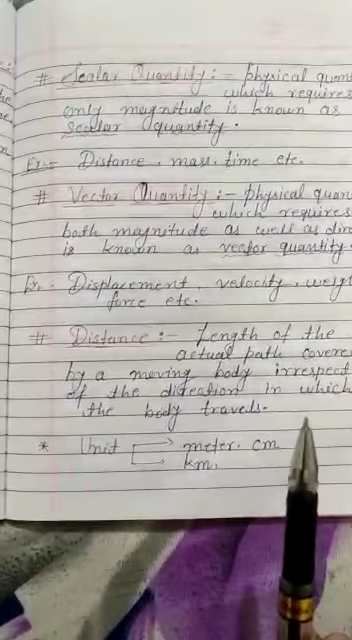 # Scalar Quantity :- physical quan
which requires
only magnitude is known as
scalar quantity.
Ex:- Distance, mass, time etc.
# Vector Quantity :- physical quan
which requires
both magnitude as well as dire
is known as vector quantity.
Ex:- Displacement, velocity, weigh
force etc.
# Distance :- Length of the
actual path covere
by a moving body irrespect
of the direction in which
the body travels.
* Unit → meter, cm
→ km.